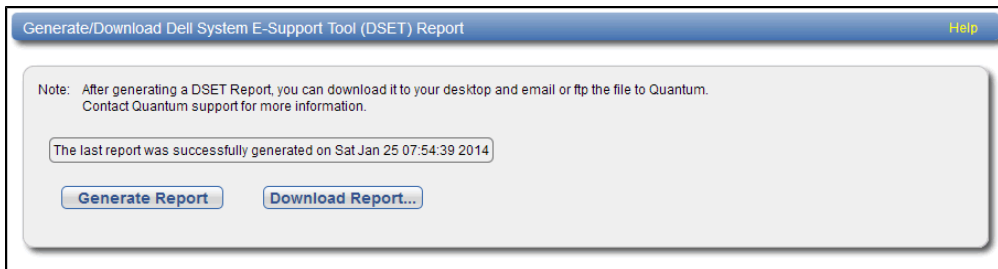 Generate/Download Dell System E-Support Tool (DSET) Report Help
Note: After generating a DSET Report, you can download it to your desktop and email or ftp the file to Quantum.
Contact Quantum support for more information.
The last report was successfully generated on Sat Jan 25 07:54:39 2014
Generate Report Download Report...